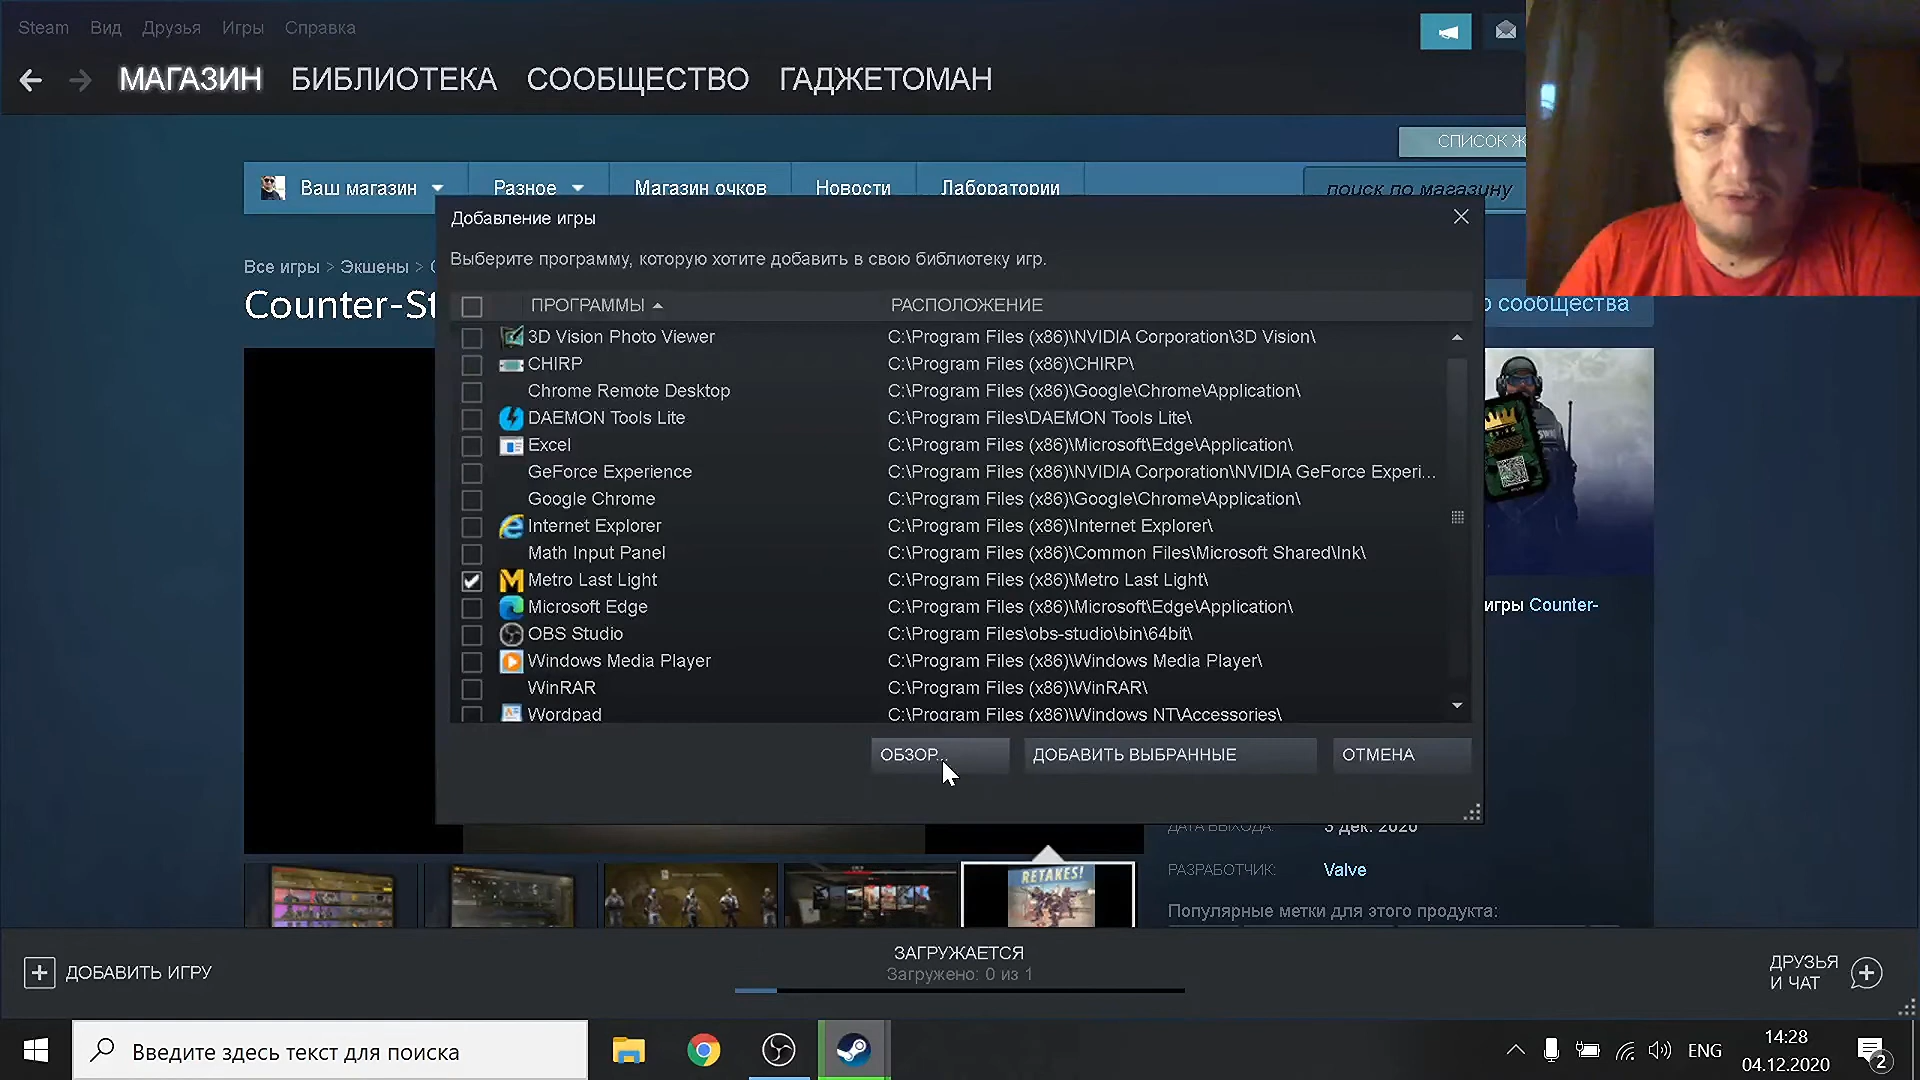 Steam Вид Друзья Игры Справка
МАГАЗИН БИБЛИОТЕКА СООБЩЕСТВО ГАДЖЕТОМАН
СПИСОК Ж
Ваш магазин Разное Магазин очков Новости Лаборатории поиск по магазину
Добавление игры
Выберите программу, которую хотите добавить в свою библиотеку игр.
Все игры > Экшены >
Counter-St
сообщества
ПРОГРАММЫ РАСПОЛОЖЕНИЕ
3D Vision Photo Viewer C:\Program Files (x86)\NVIDIA Corporation\3D Vision\
CHIRP C:\Program Files (x86)\CHIRP\
Chrome Remote Desktop C:\Program Files (x86)\Google\Chrome\Application\
DAEMON Tools Lite C:\Program Files\DAEMON Tools Lite\
Excel C:\Program Files (x86)\Microsoft\Edge\Application\
GeForce Experience C:\Program Files (x86)\NVIDIA Corporation\NVIDIA GeForce Experi...
Google Chrome C:\Program Files (x86)\Google\Chrome\Application\
Internet Explorer C:\Program Files (x86)\Internet Explorer\
Math Input Panel C:\Program Files (x86)\Common Files\Microsoft Shared\Ink\
Metro Last Light C:\Program Files (x86)\Metro Last Light\
Microsoft Edge C:\Program Files (x86)\Microsoft\Edge\Application\
игры Counter-
OBS Studio C:\Program Files\obs-studio\bin\64bit\
Windows Media Player C:\Program Files (x86)\Windows Media Player\
WinRAR C:\Program Files (x86)\WinRAR\
Wordpad C:\Program Files (x86)\Windows NT\Accessories\
ОБЗОР... ДОБАВИТЬ ВЫБРАННЫЕ ОТМЕНА
ДАТА ВЫХОДА: 3 дек. 2020
РАЗРАБОТЧИК: Valve
RETAKES!
Популярные метки для этого продукта:
ДОБАВИТЬ ИГРУ
ЗАГРУЖАЕТСЯ
Загружено: 0 из 1
ДРУЗЬЯ
И ЧАТ
Введите здесь текст для поиска
ENG
14:28
04.12.2020
2